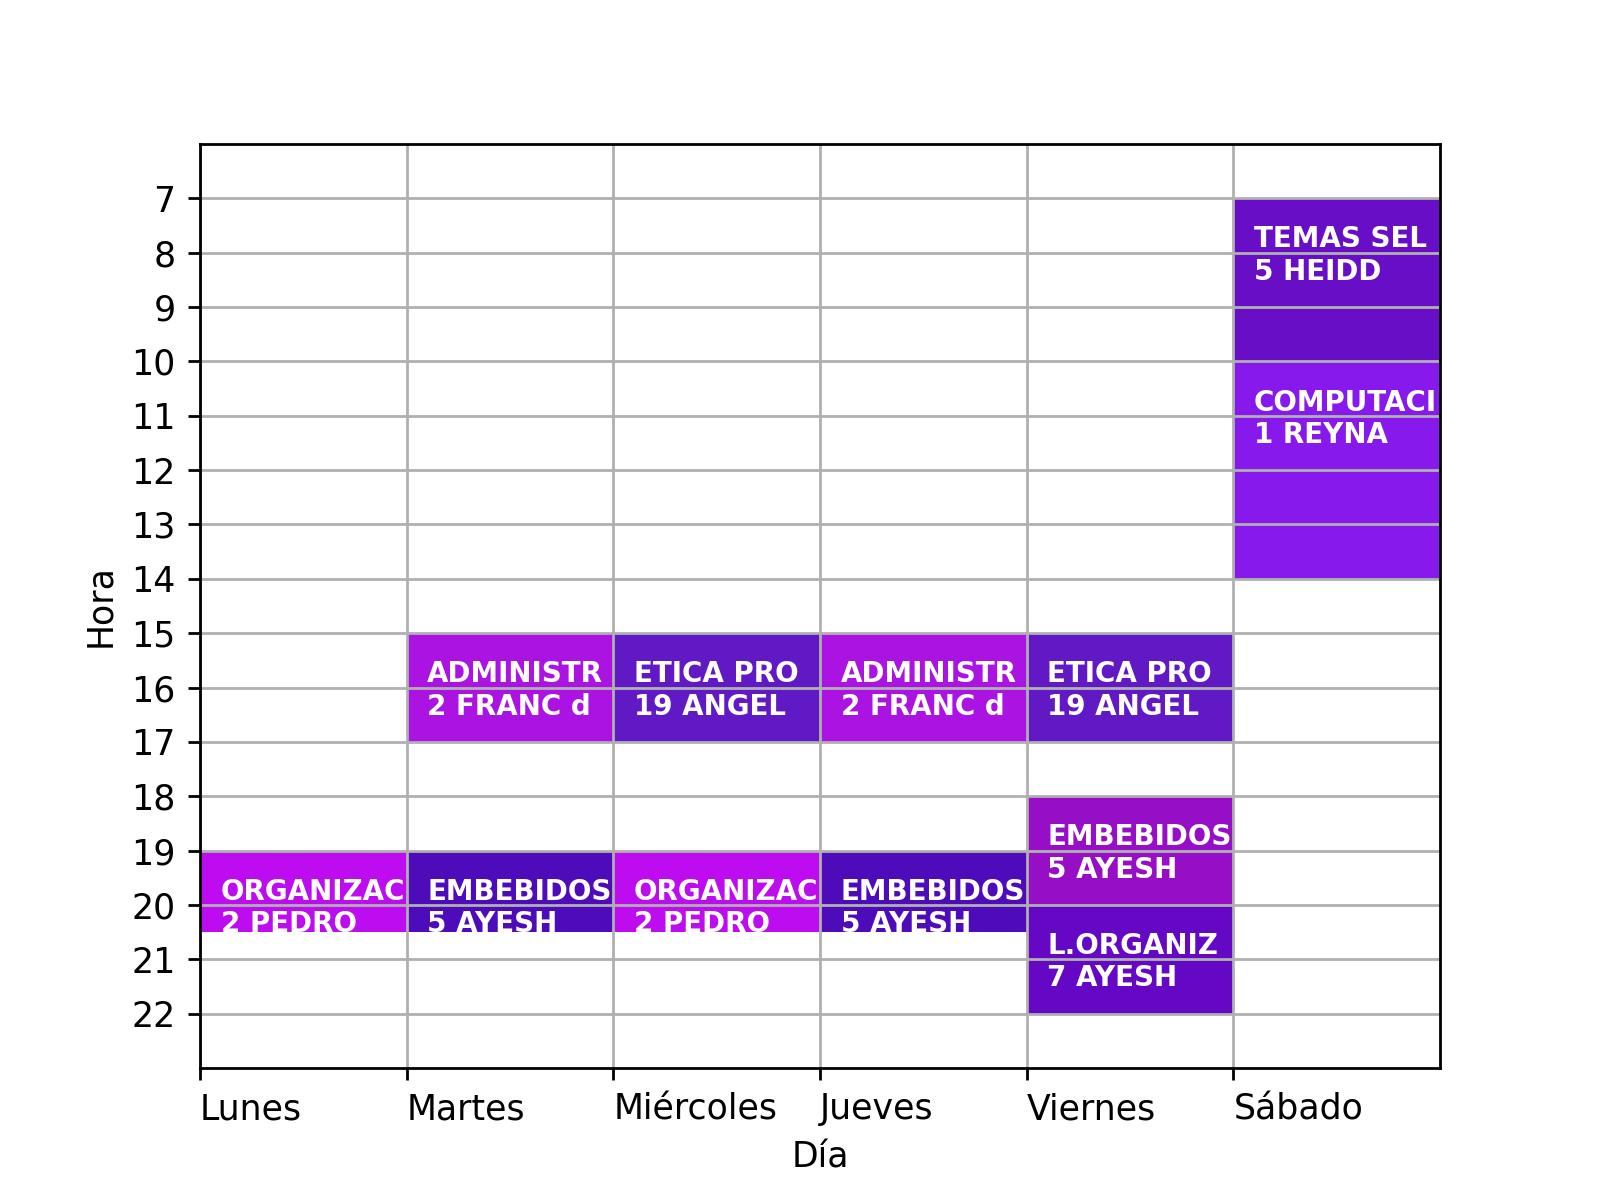 7
8
9
10
11
12
13
14
15
16
17
18
19
20
21
22
Hora
TEMAS SEL
5 HEIDD
COMPUTACI
1 REYNA
ADMINISTR
2 FRANC d
ETICA PRO
19 ANGEL
ADMINISTR
2 FRANC d
ETICA PRO
19 ANGEL
EMBEBIDOS
5 AYESH
ORGANIZAC
2 PEDRO
EMBEBIDOS
5 AYESH
ORGANIZAC
2 PEDRO
EMBEBIDOS
5 AYESH
L.ORGANIZ
7 AYESH
Lunes Martes Miércoles Jueves Viernes Sábado
Día